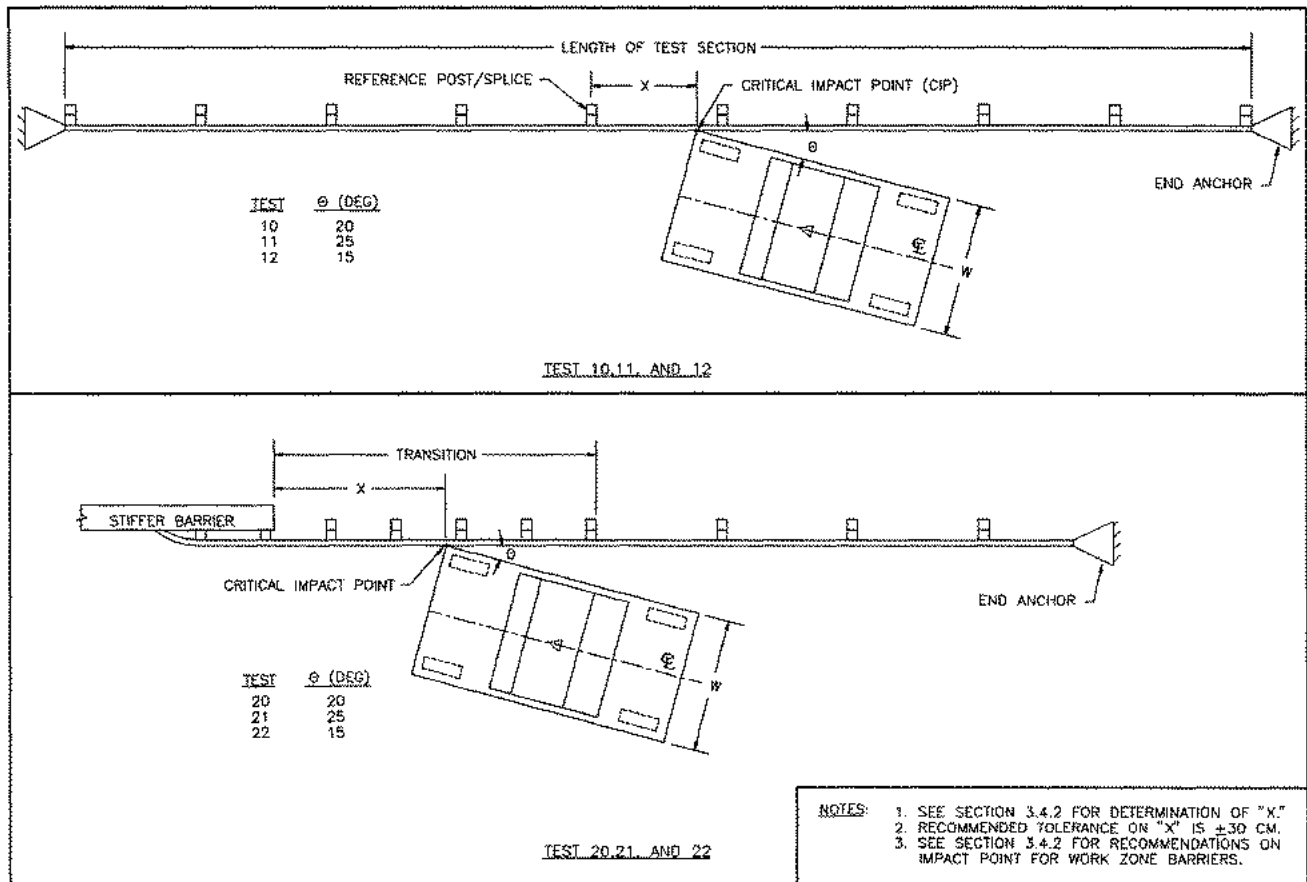 LENGTH OF TEST SECTION
REFERENCE POST/SPLICE
X
CRITICAL IMPACT POINT (CIP)
Θ
END ANCHOR
TEST Θ (DEG)
10 20
11 25
12 15
℄
W
TEST 10,11, AND 12
TRANSITION
X
STIFFER BARRIER
Θ
CRITICAL IMPACT POINT
END ANCHOR
TEST Θ (DEG)
20 20
21 25
22 15
℄
W
TEST 20,21, AND 22
NOTES: 1. SEE SECTION 3.4.2 FOR DETERMINATION OF "X."
2. RECOMMENDED TOLERANCE ON "X" IS ±30 CM.
3. SEE SECTION 3.4.2 FOR RECOMMENDATIONS ON
IMPACT POINT FOR WORK ZONE BARRIERS.